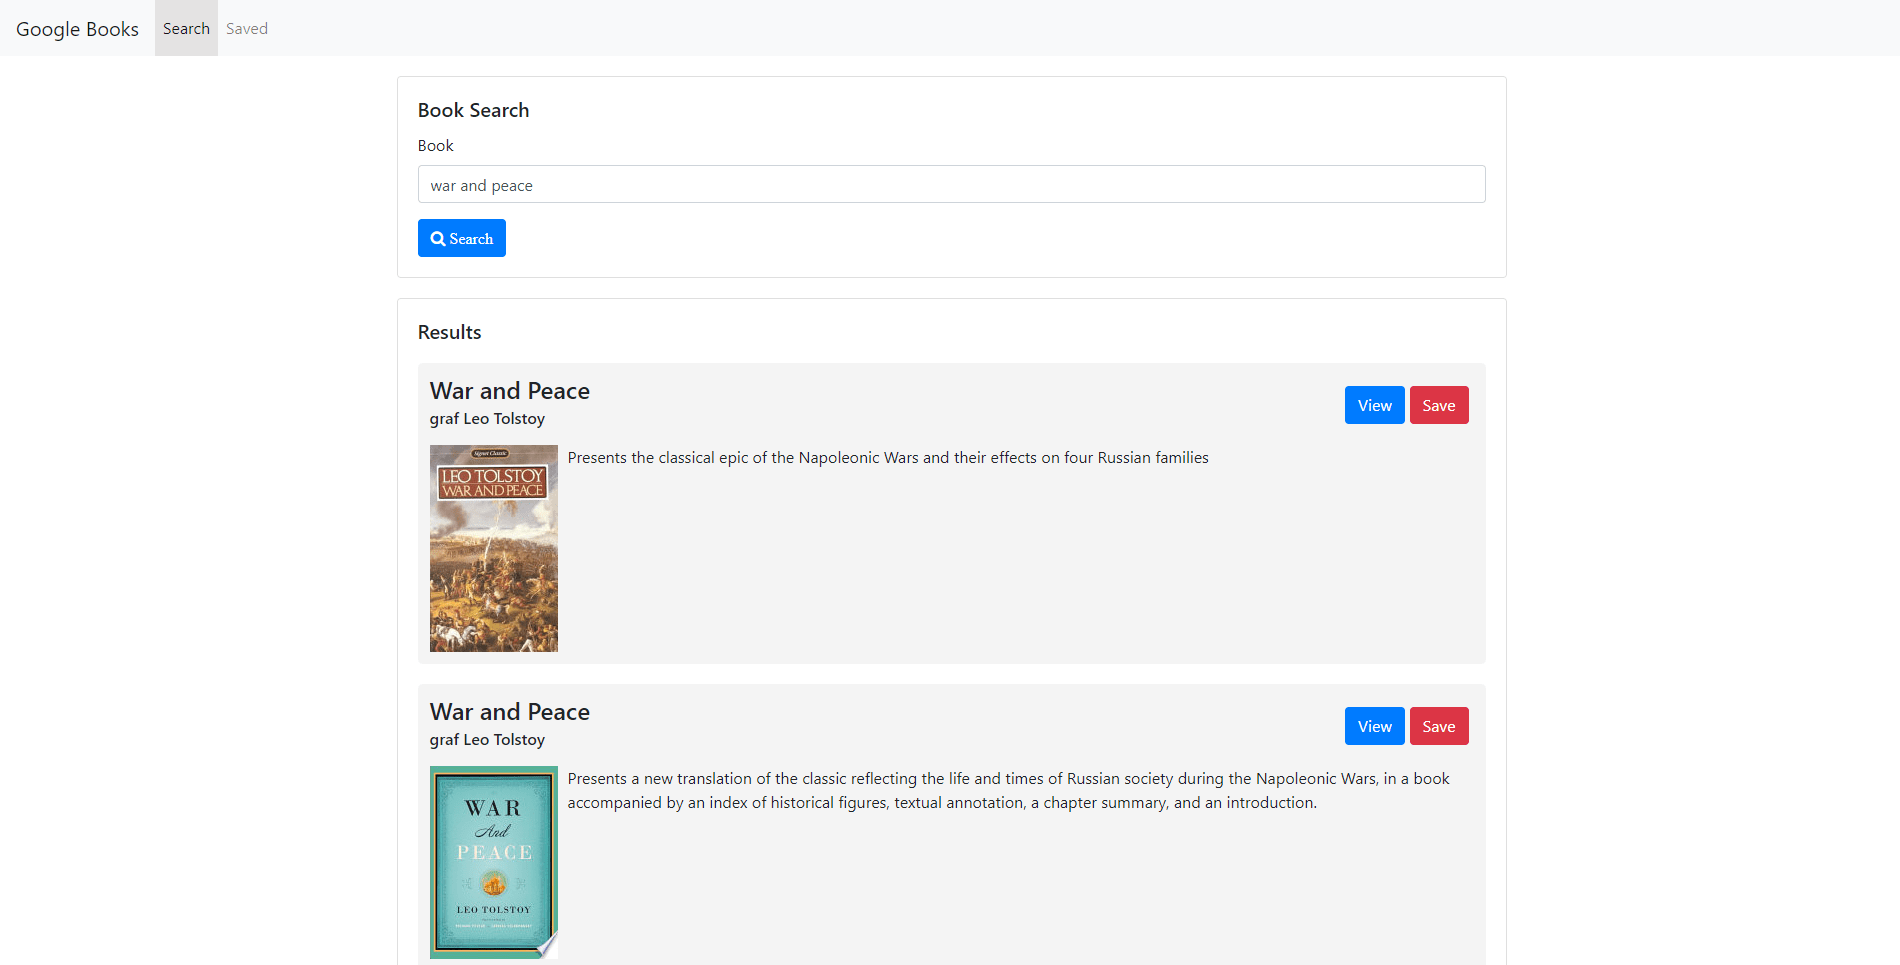 Google Books Search Saved
Book Search
Book
war and peace
Search
Results
War and Peace
graf Leo Tolstoy
View Save
Signet Classic
LEO TOLSTOY
WAR AND PEACE
Presents the classical epic of the Napoleonic Wars and their effects on four Russian families
War and Peace
graf Leo Tolstoy
View Save
WAR
And
PEACE
LEO TOLSTOY
Presents a new translation of the classic reflecting the life and times of Russian society during the Napoleonic Wars, in a book
accompanied by an index of historical figures, textual annotation, a chapter summary, and an introduction.